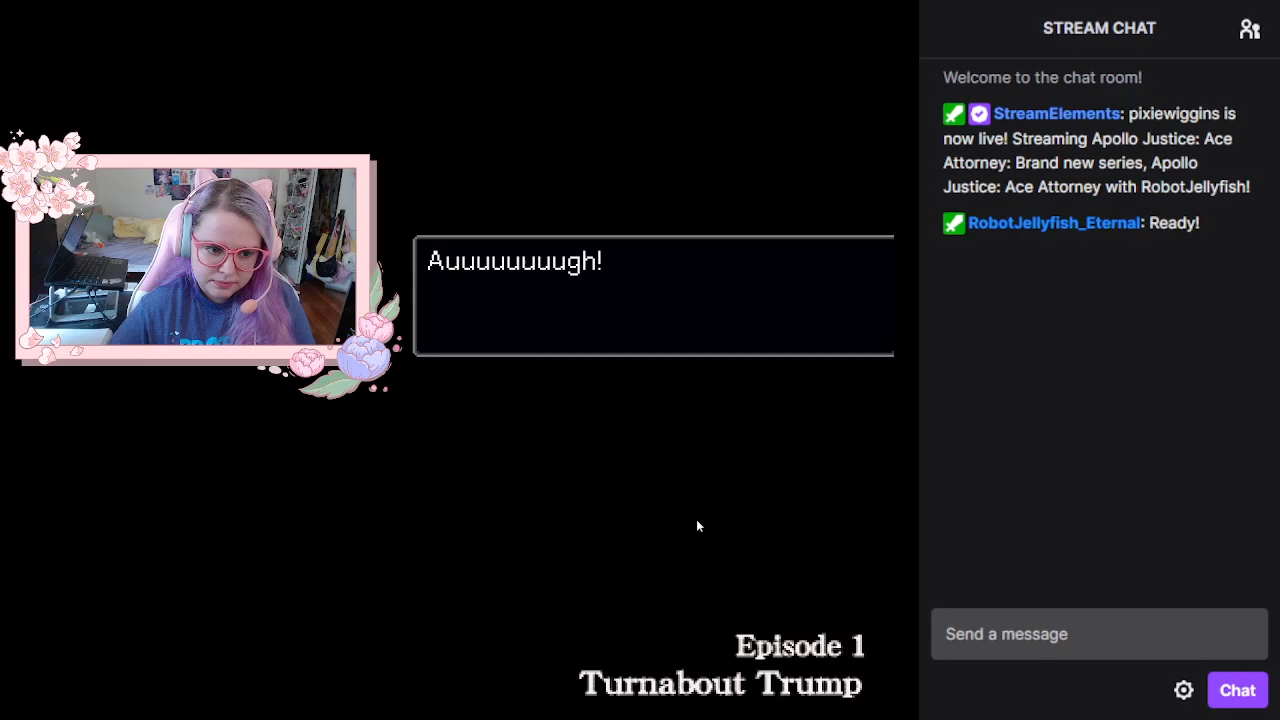 STREAM CHAT
Welcome to the chat room!
StreamElements: pixiewiggins is
now live! Streaming Apollo Justice: Ace
Attorney: Brand new series, Apollo
Justice: Ace Attorney with RobotJellyfish!
RobotJellyfish_Eternal: Ready!
Auuuuuuuuugh!
Episode 1
Turnabout Trump
Send a message
Chat